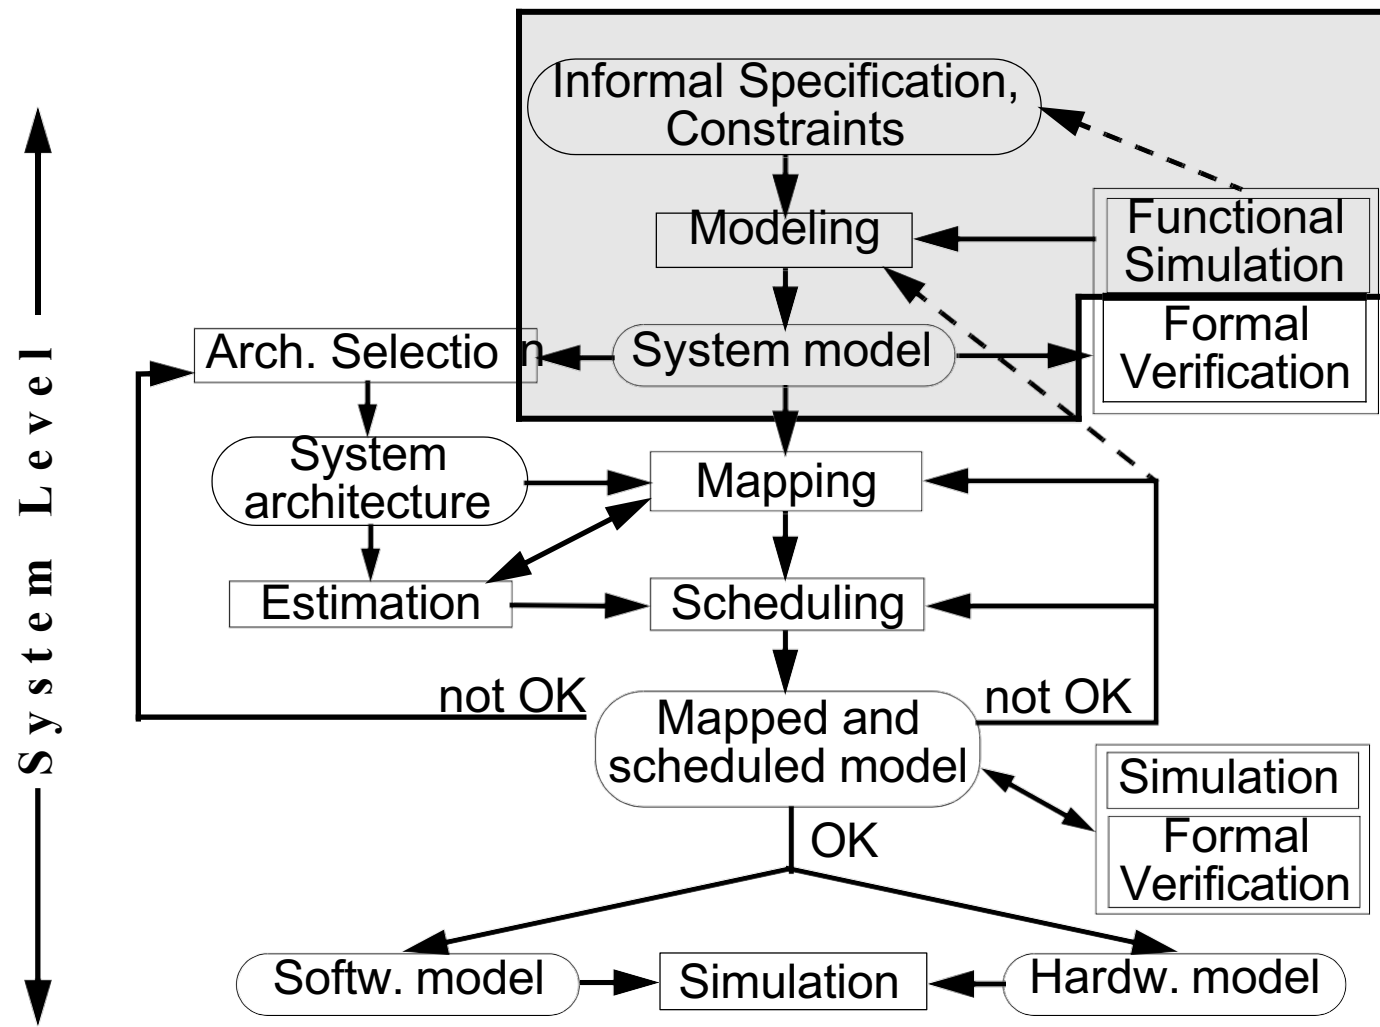 Informal Specification,
Constraints
Modeling
Functional
Simulation
Formal
Verification
Arch. Selectio n
System model
System
architecture
Mapping
Estimation
Scheduling
not OK
not OK
Mapped and
scheduled model
Simulation
Formal
Verification
OK
Softw. model
Simulation
Hardw. model
System Level